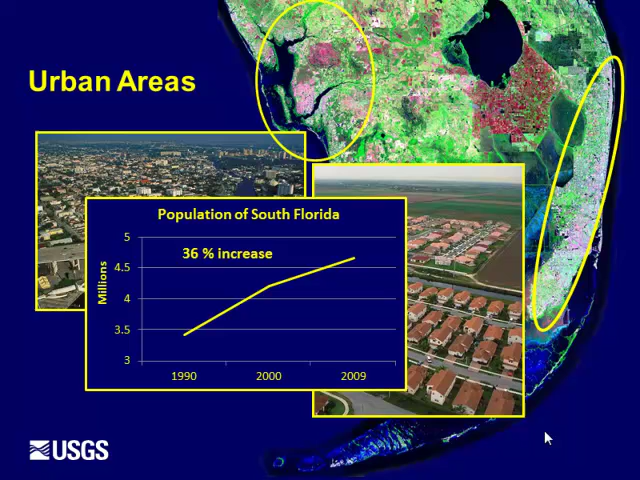 Urban Areas
Population of South Florida
36 % increase
Millions
5
4.5
4
3.5
3
1990 2000 2009
USGS